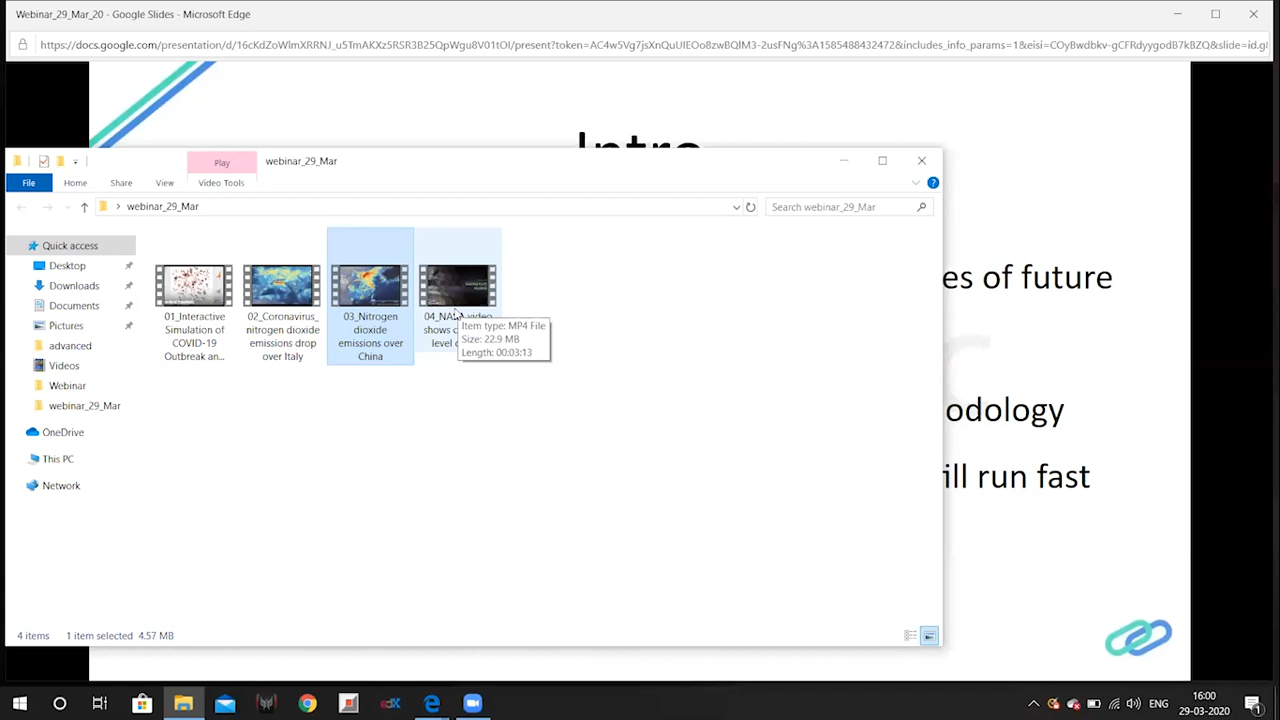 Webinar_29_Mar_20 - Google Slides - Microsoft Edge
https://docs.google.com/presentation/d/16cKdZoWlmXRRNJ_u5TmAKXz5RSR3B25QpWgu8V01tOI/present?token=AC4w5Vg7jsXnQuUIEOo8zwBQlM3-2usFNg%3A1585488432472&includes_info_params=1&eisi=COyBwdbkv-gCFRdyygodB7kBZQ&slide=id.g8
Intro
Play
webinar_29_Mar
File
Home
Share
View
Video Tools
webinar_29_Mar
Search webinar_29_Mar
Quick access
Desktop
Downloads
Documents
Pictures
advanced
Videos
Webinar
webinar_29_Mar
OneDrive
This PC
Network
01_Interactive
Simulation of
COVID-19
Outbreak an...
02_Coronavirus_
nitrogen dioxide
emissions drop
over Italy
03_Nitrogen
dioxide
emissions over
China
video
shows
level
Item type: MP4 File
Size: 22.9 MB
Length: 00:03:13
es of future
odology
ill run fast
4 items
1 item selected 4.57 MB
ENG
16:00
29-03-2020
1